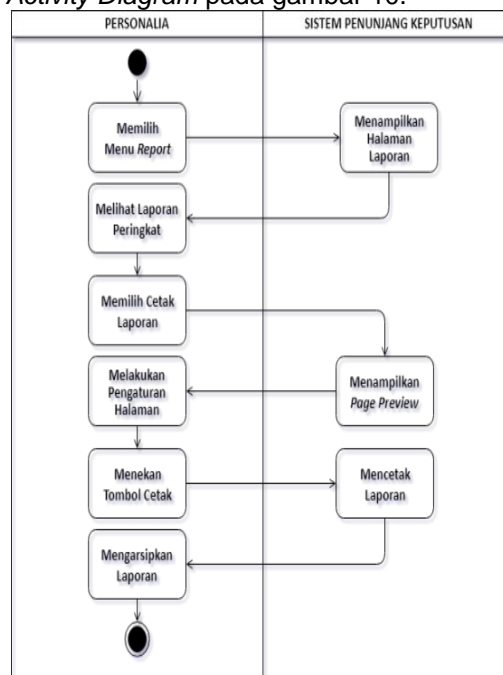 Activity Diagram pada gambar 10.
PERSONALIA
SISTEM PENUNJANG KEPUTUSAN
Memilih
Menu Report
Menampilkan
Halaman
Laporan
Melihat Laporan
Peringkat
Memilih Cetak
Laporan
Melakukan
Pengaturan
Halaman
Menampilkan
Page Preview
Menekan
Tombol Cetak
Mencetak
Laporan
Mengarsipkan
Laporan